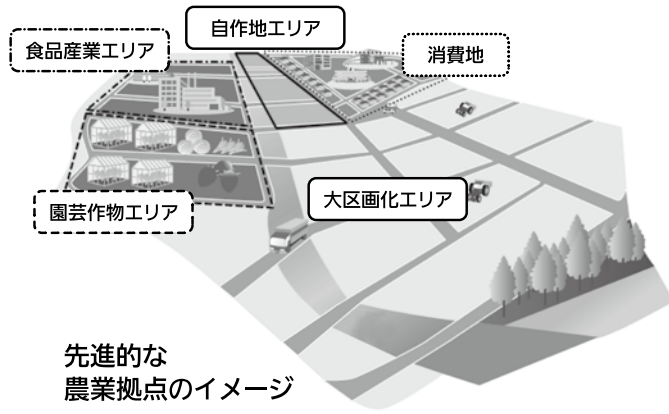 自作地エリア
食品産業エリア
消費地
園芸作物エリア
大区画化エリア
先進的な
農業拠点のイメージ